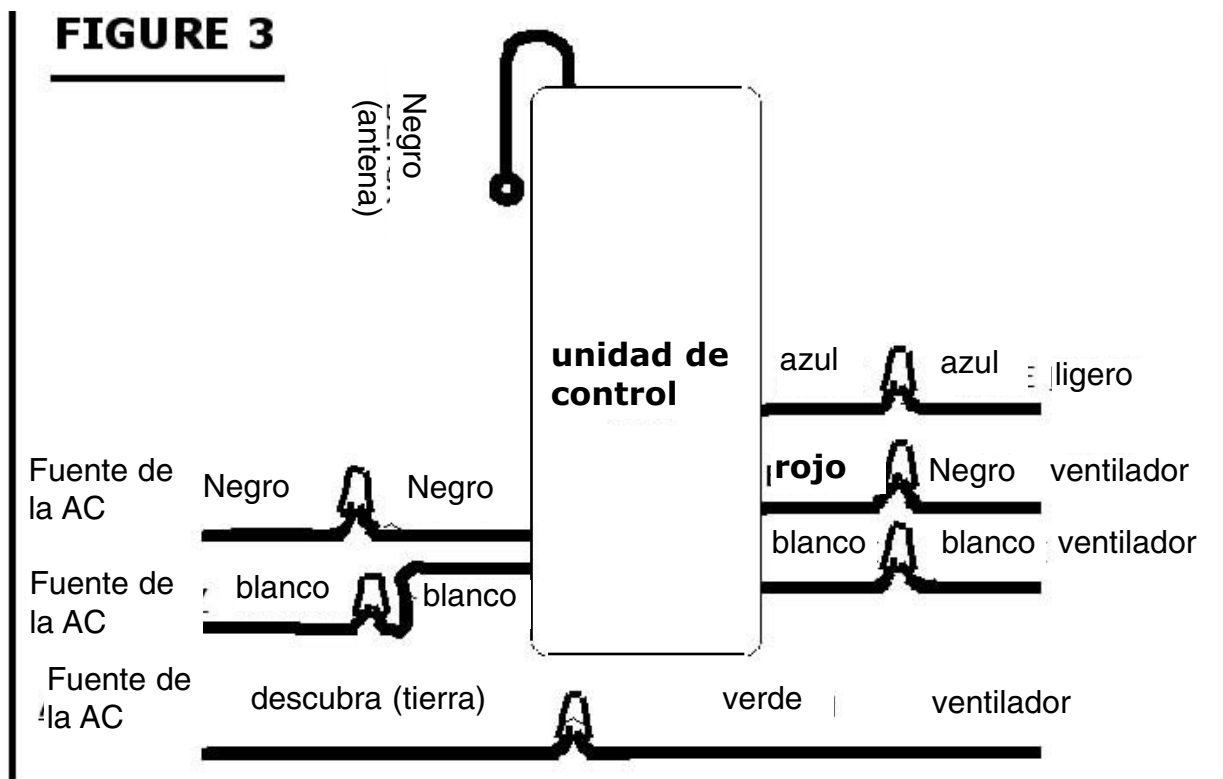 FIGURE 3
Negro
(antena)
unidad de
control
azul
azul
ligero
rojo
Negro
ventilador
blanco
blanco
ventilador
Fuente de
la AC
Negro
Negro
Fuente de
la AC
blanco
blanco
Fuente de
la AC
descubra (tierra)
verde
ventilador